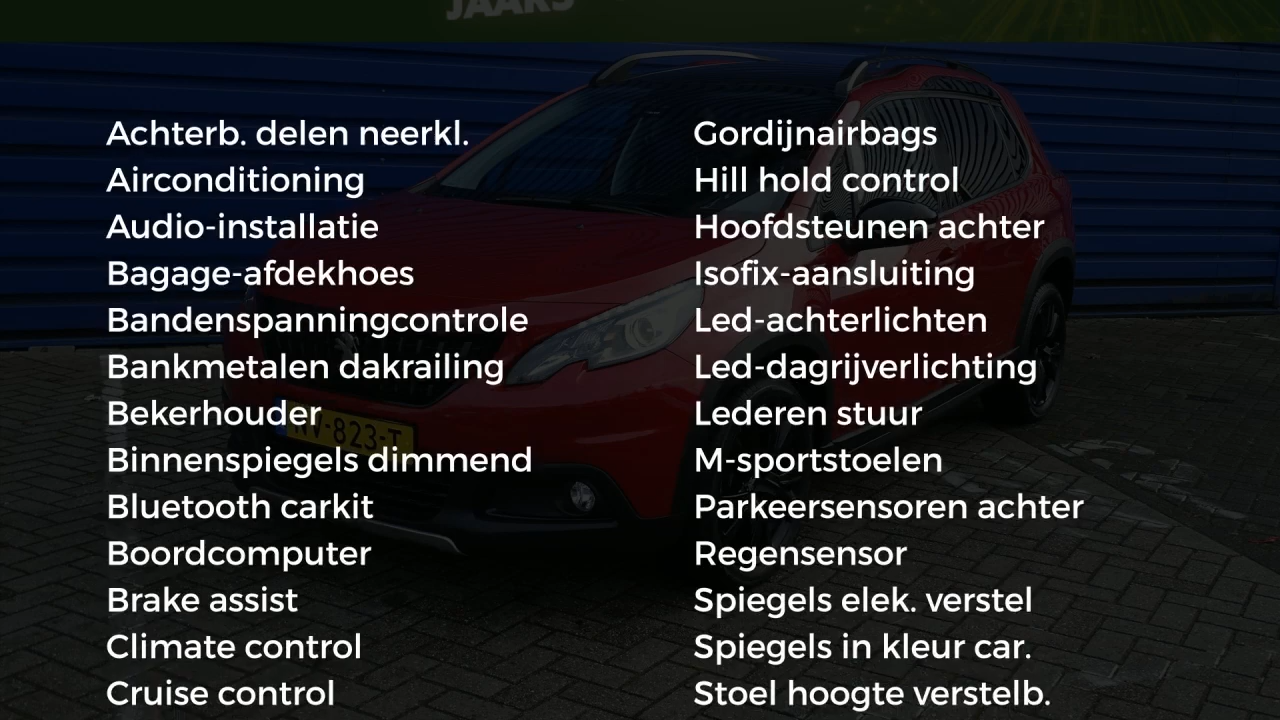 JAARS
Achterb. delen neerkl.
Airconditioning
Audio-installatie
Bagage-afdekhoes
Bandenspanningcontrole
Bankmetalen dakrailing
Bekerhouder
Binnenspiegels dimmend
Bluetooth carkit
Boordcomputer
Brake assist
Climate control
Cruise control
Gordijnairbags
Hill hold control
Hoofdsteunen achter
Isofix-aansluiting
Led-achterlichten
Led-dagrijverlichting
Lederen stuur
M-sportstoelen
Parkeersensoren achter
Regensensor
Spiegels elek. verstel
Spiegels in kleur car.
Stoel hoogte verstelb.